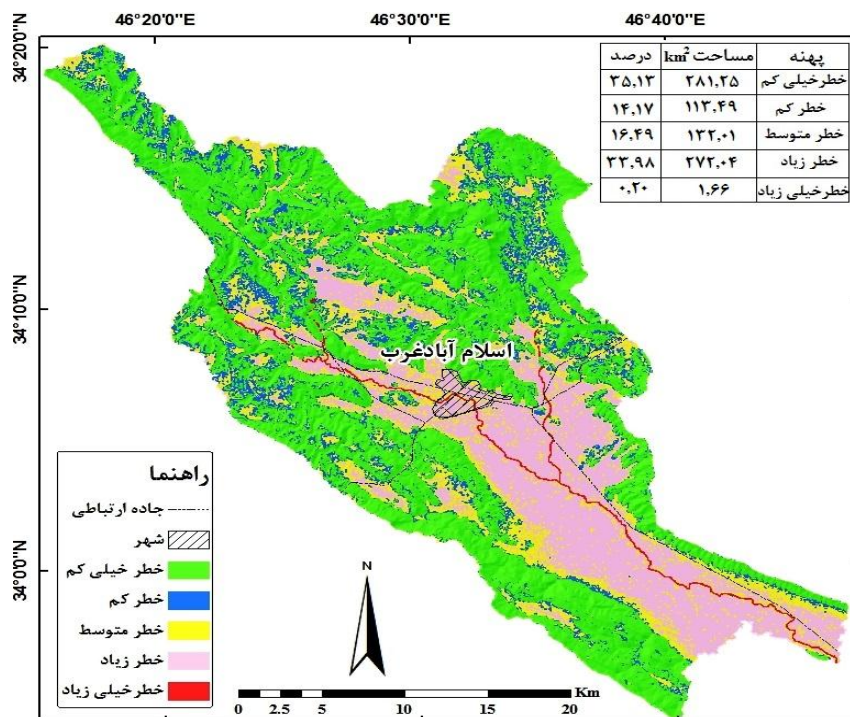 46°20'0"E 46°30'0"E 46°40'0"E
34°20'0"N
34°10'0"N
34°0'0"N
پهنه مساحت km² درصد
خطرخیلی کم ۲۸۱,۲۵ ۳۵,۱۳
خطر کم ۱۱۳,۴۹ ۱۴,۱۷
خطر متوسط ۱۳۲,۰۱ ۱۶,۴۹
خطر زیاد ۲۷۲,۰۴ ۳۳,۹۸
خطرخیلی زیاد ۱,۶۶ ۰,۲۰
اسلام آبادغرب
راهنما
جاده ارتباطی
شهر
خطر خیلی کم
خطر کم
خطر متوسط
خطر زیاد
خطرخیلی زیاد
N
Km
0 2.5 5 10 15 20